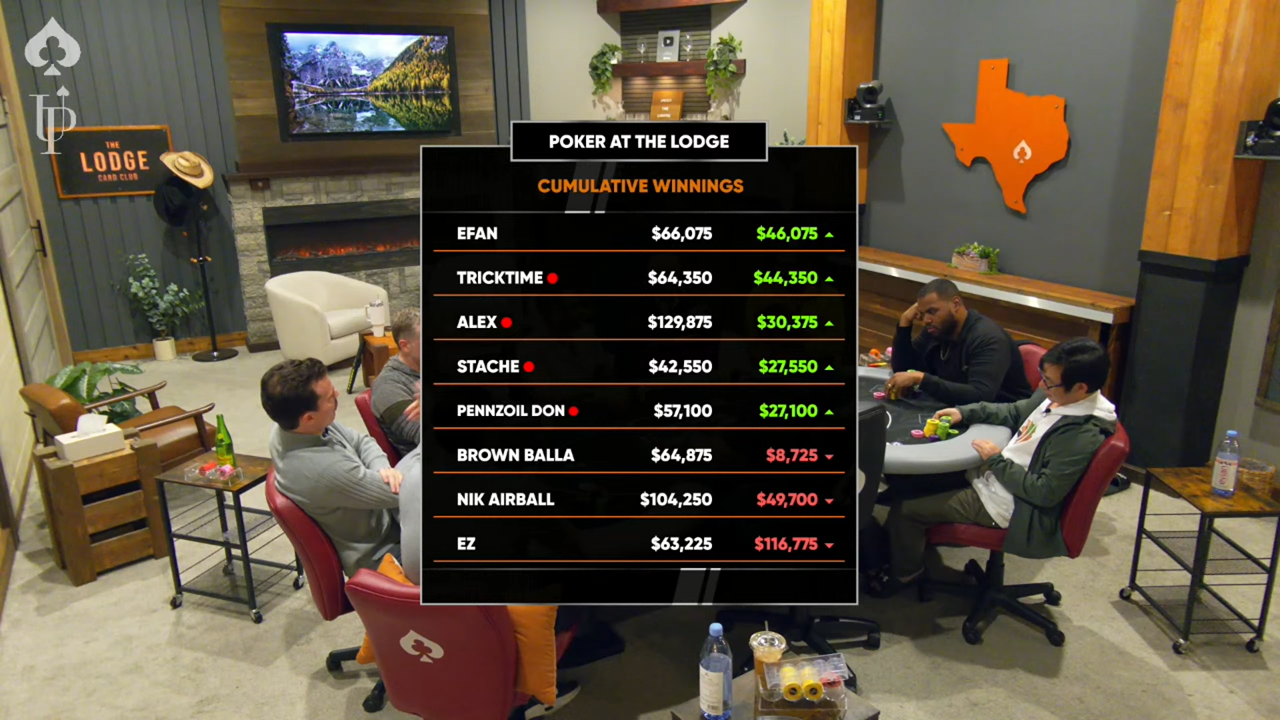 UP
THE
LODGE
CARD CLUB
POKER AT THE LODGE
CUMULATIVE WINNINGS
EFAN $66,075 $46,075
TRICKTIME $64,350 $44,350
ALEX $129,875 $30,375
STACHE $42,550 $27,550
PENNZOIL DON $57,100 $27,100
BROWN BALLA $64,875 $8,725
NIK AIRBALL $104,250 $49,700
EZ $63,225 $116,775